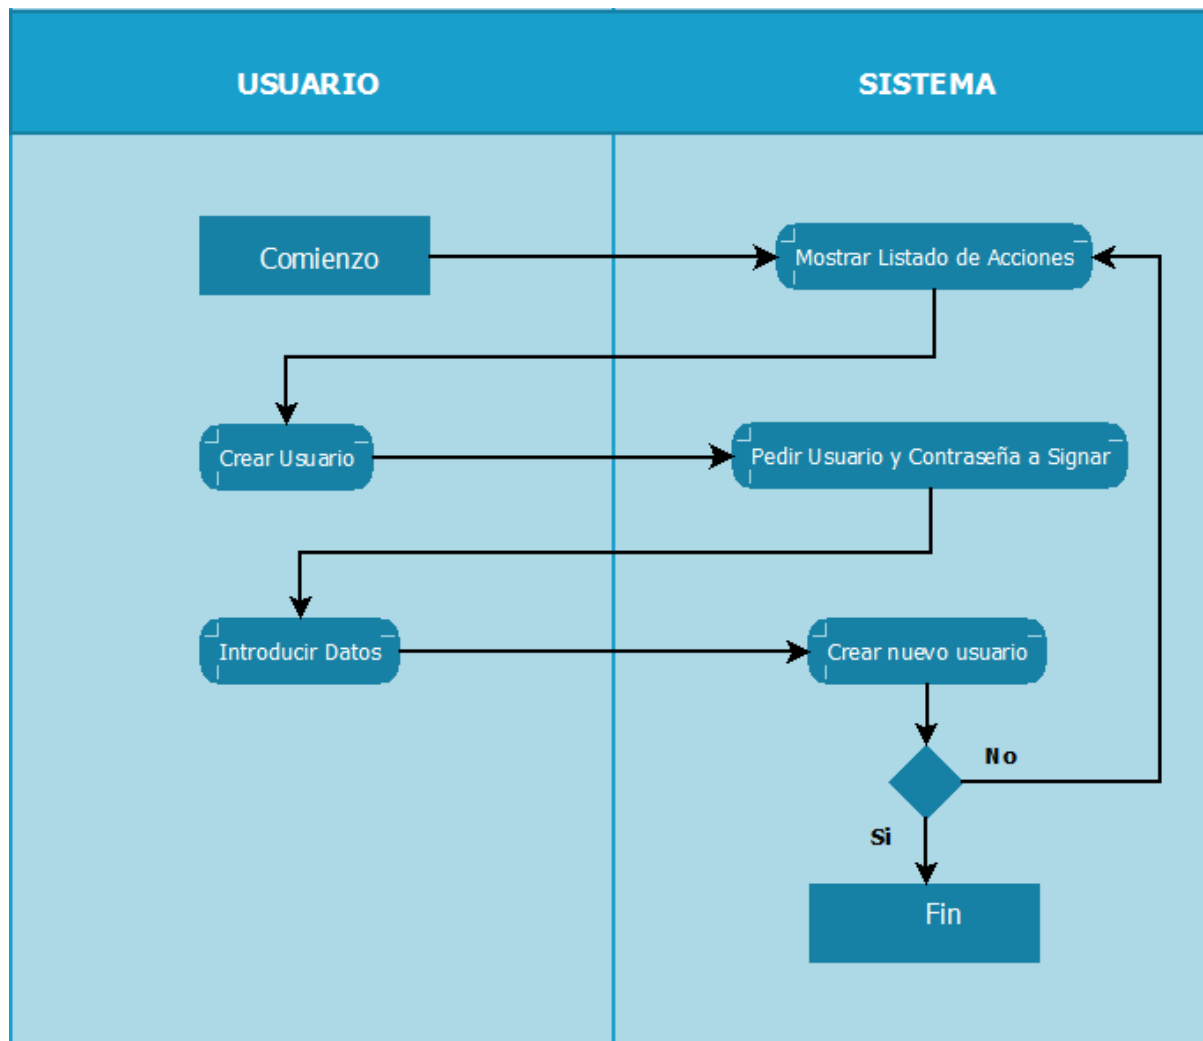 USUARIO
SISTEMA
Comienzo
Mostrar Listado de Acciones
Crear Usuario
Pedir Usuario y Contraseña a Signar
Introducir Datos
Crear nuevo usuario
No
Si
Fin